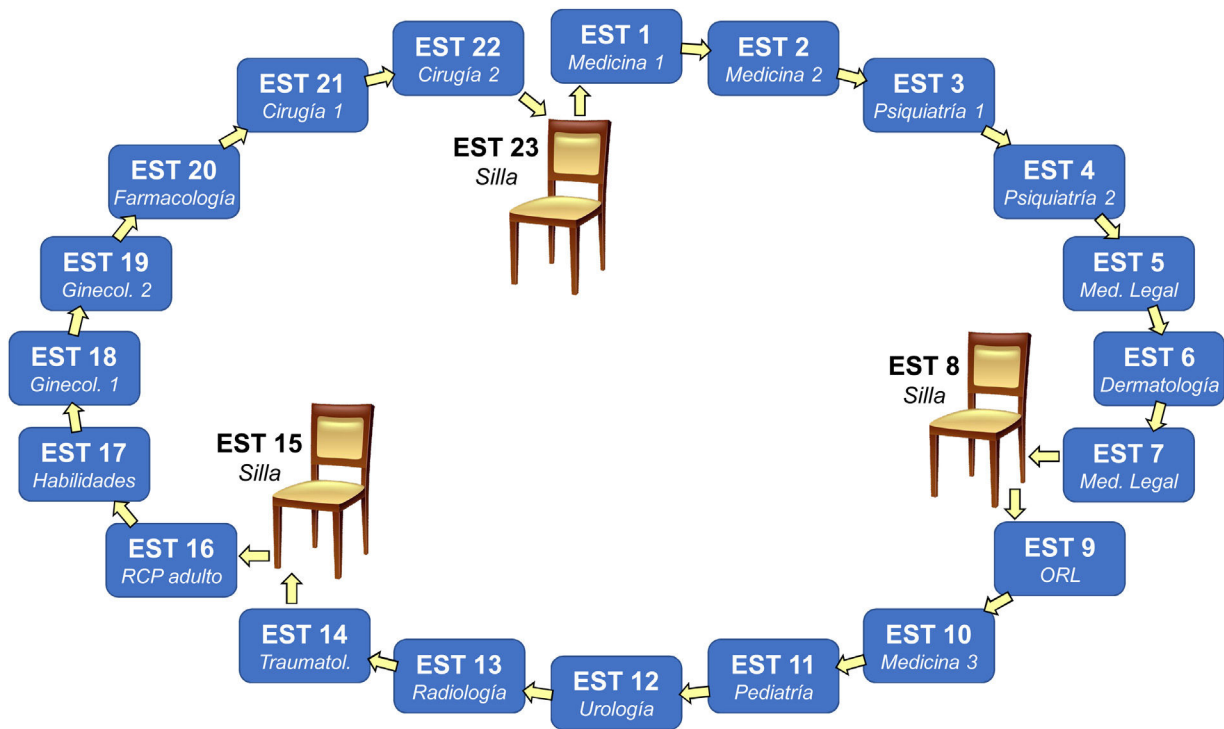 EST 1
Medicina 1
EST 2
Medicina 2
EST 3
Psiquiatría 1
EST 4
Psiquiatría 2
EST 5
Med. Legal
EST 6
Dermatología
EST 7
Med. Legal
EST 8
Silla
EST 9
ORL
EST 10
Medicina 3
EST 11
Pediatría
EST 12
Urología
EST 13
Radiología
EST 14
Traumatol.
EST 15
Silla
EST 16
RCP adulto
EST 17
Habilidades
EST 18
Ginecol. 1
EST 19
Ginecol. 2
EST 20
Farmacología
EST 21
Cirugía 1
EST 22
Cirugía 2
EST 23
Silla